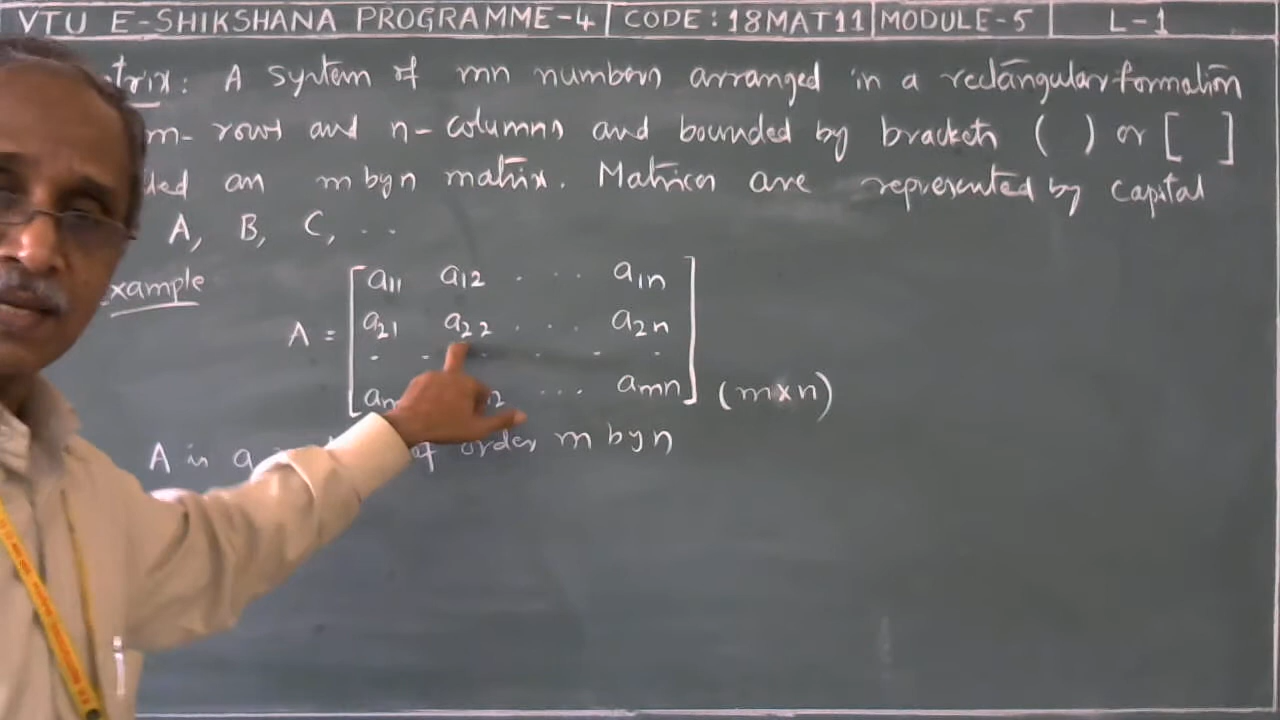 VTU E-SHIKSHANA PROGRAMME-4 | CODE: 18MAT11 | MODULE-5 | L-1
trix: A system of mn numbers arranged in a rectangular formation
m- rows and n- columns and bounded by brackets ( ) or [ ]
led an m by n matrix. Matrices are represented by capital
A, B, C, ..
Example
a11 a12 . . . a1n
A = a21 a22 . . . a2n
. . . . . .
am 2 ... amn (m×n)
A is a of order m by n